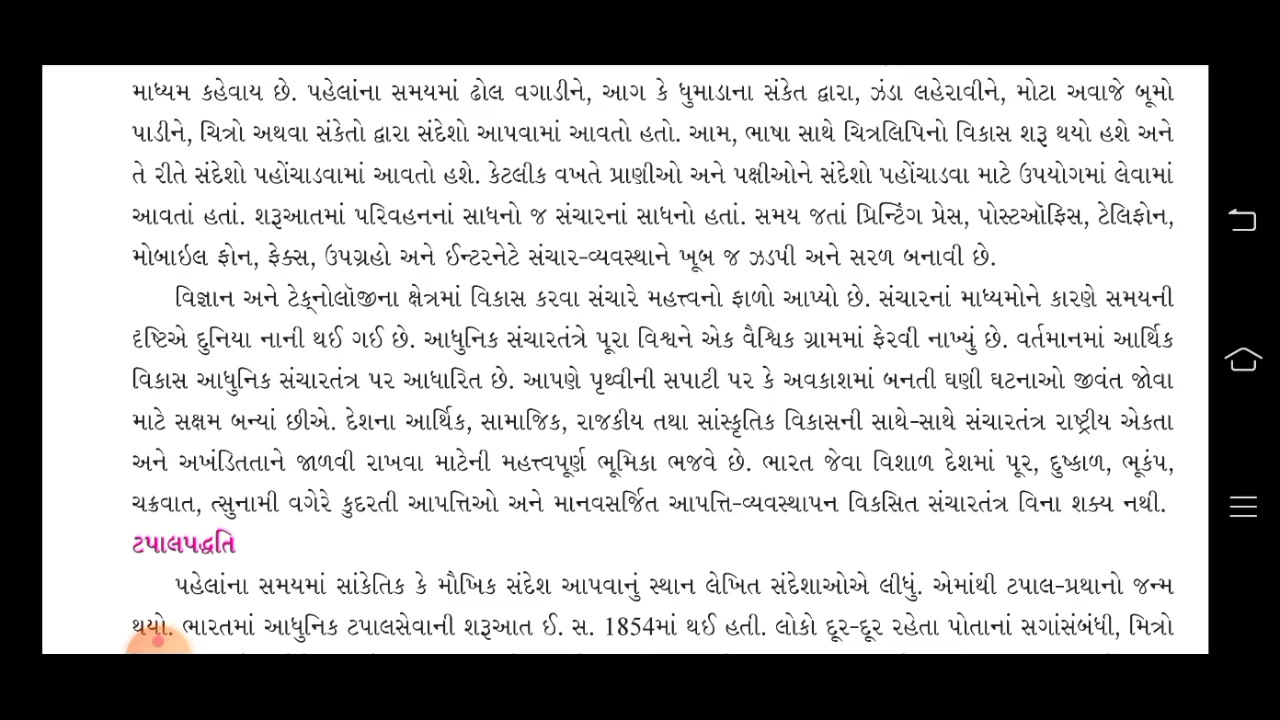 માધ્યમ કહેવાય છે. પહેલાંના સમયમાં ઢોલ વગાડીને, આગ કે ધુમાડાના સંકેત દ્વારા, ઝંડા લહેરાવીને, મોટા અવાજે બૂમો
પાડીને, ચિત્રો અથવા સંકેતો દ્વારા સંદેશો આપવામાં આવતો હતો. આમ, ભાષા સાથે ચિત્રલિપિનો વિકાસ શરૂ થયો હશે અને
તે રીતે સંદેશો પહોંચાડવામાં આવતો હશે. કેટલીક વખતે પ્રાણીઓ અને પક્ષીઓને સંદેશો પહોંચાડવા માટે ઉપયોગમાં લેવામાં
આવતાં હતાં. શરૂઆતમાં પરિવહનનાં સાધનો જ સંચારનાં સાધનો હતાં. સમય જતાં પ્રિન્ટિંગ પ્રેસ, પોસ્ટઑફિસ, ટેલિફોન,
મોબાઇલ ફોન, ફેક્સ, ઉપગ્રહો અને ઈન્ટરનેટે સંચાર-વ્યવસ્થાને ખૂબ જ ઝડપી અને સરળ બનાવી છે.
વિજ્ઞાન અને ટેક્નોલૉજીના ક્ષેત્રમાં વિકાસ કરવા સંચારે મહત્ત્વનો ફાળો આપ્યો છે. સંચારનાં માધ્યમોને કારણે સમયની
દૃષ્ટિએ દુનિયા નાની થઈ ગઈ છે. આધુનિક સંચારતંત્રે પૂરા વિશ્વને એક વૈશ્વિક ગ્રામમાં ફેરવી નાખ્યું છે. વર્તમાનમાં આર્થિક
વિકાસ આધુનિક સંચારતંત્ર પર આધારિત છે. આપણે પૃથ્વીની સપાટી પર કે અવકાશમાં બનતી ઘણી ઘટનાઓ જીવંત જોવા
માટે સક્ષમ બન્યાં છીએ. દેશના આર્થિક, સામાજિક, રાજકીય તથા સાંસ્કૃતિક વિકાસની સાથે-સાથે સંચારતંત્ર રાષ્ટ્રીય એકતા
અને અખંડિતતાને જાળવી રાખવા માટેની મહત્ત્વપૂર્ણ ભૂમિકા ભજવે છે. ભારત જેવા વિશાળ દેશમાં પૂર, દુષ્કાળ, ભૂકંપ,
ચક્રવાત, ત્સુનામી વગેરે કુદરતી આપત્તિઓ અને માનવસર્જિત આપત્તિ-વ્યવસ્થાપન વિકસિત સંચારતંત્ર વિના શક્ય નથી.
ટપાલપદ્ધતિ
પહેલાંના સમયમાં સાંકેતિક કે મૌખિક સંદેશ આપવાનું સ્થાન લેખિત સંદેશાઓએ લીધું. એમાંથી ટપાલ-પ્રથાનો જન્મ
થયો. ભારતમાં આધુનિક ટપાલસેવાની શરૂઆત ઈ. સ. 1854માં થઈ હતી. લોકો દૂર-દૂર રહેતા પોતાનાં સગાંસંબંધી, મિત્રો